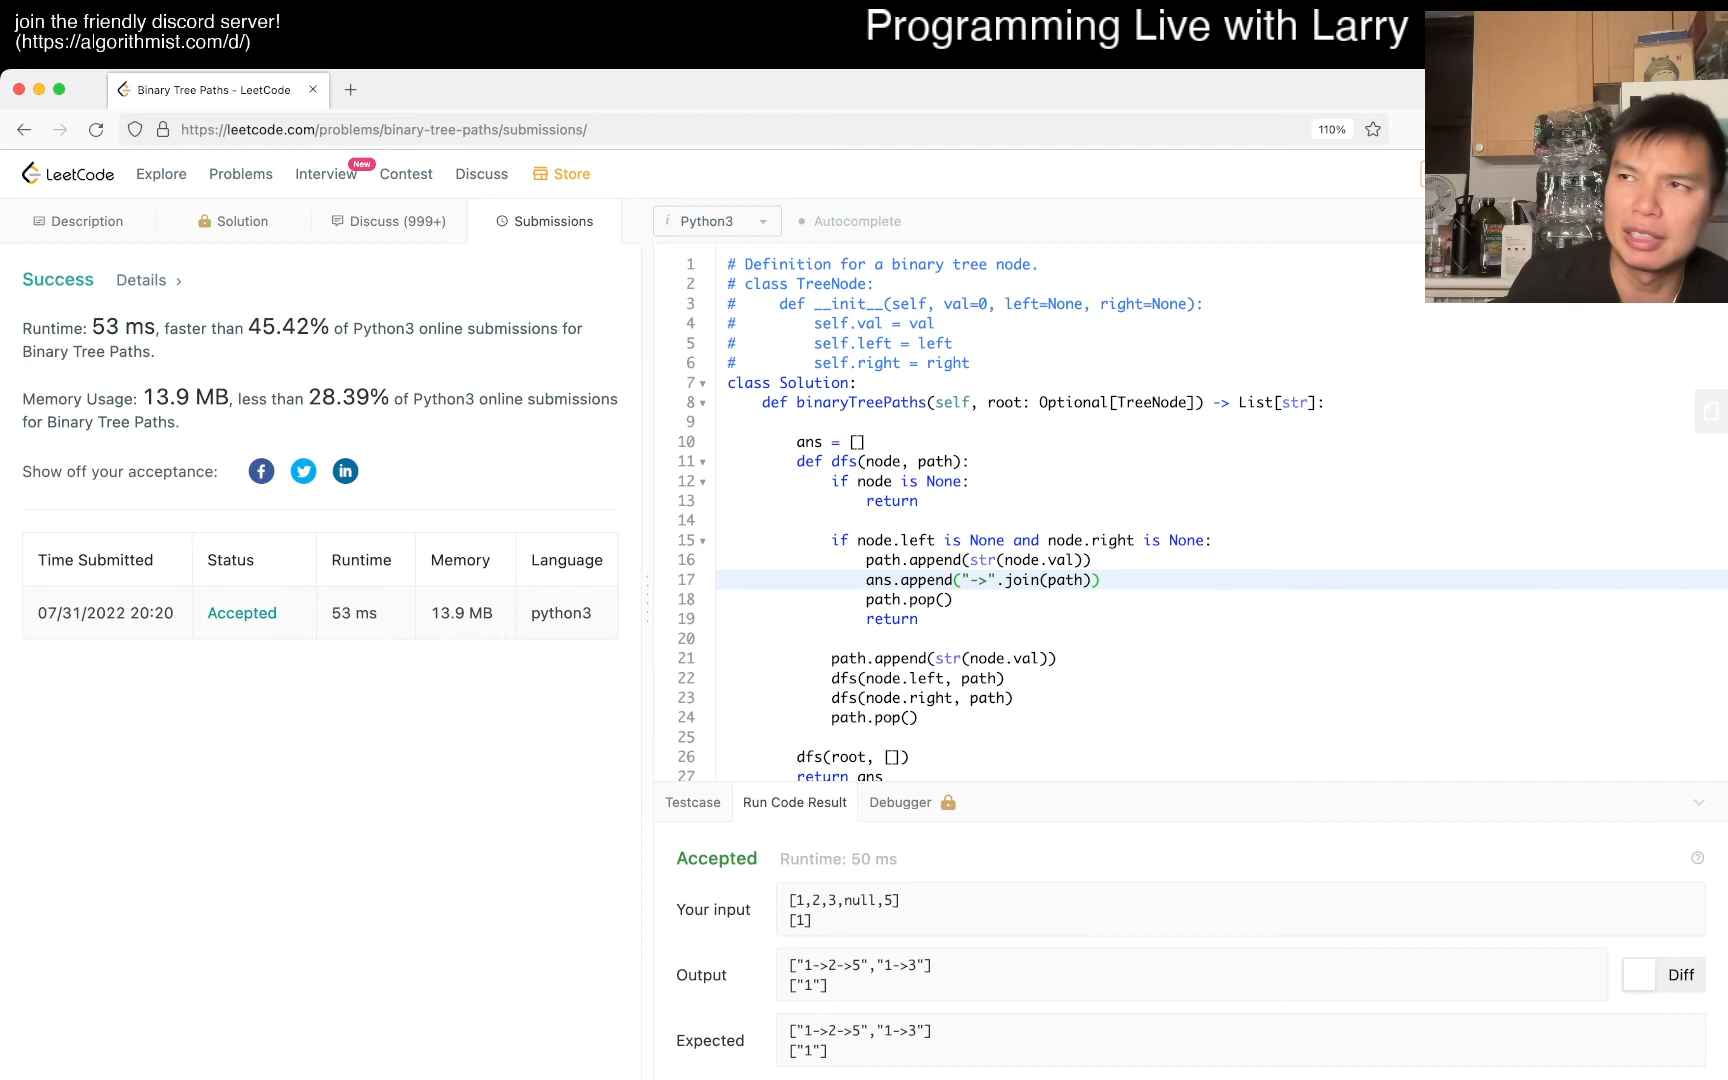 join the friendly discord server!
(https://algorithmist.com/d/)
Programming Live with Larry
Binary Tree Paths - LeetCode
https://leetcode.com/problems/binary-tree-paths/submissions/
110%
LeetCode
Explore
Problems
Interview
New
Contest
Discuss
Store
Description
Solution
Discuss (999+)
Submissions
i Python3
Autocomplete
Success
Details
Runtime: 53 ms, faster than 45.42% of Python3 online submissions for
Binary Tree Paths.
Memory Usage: 13.9 MB, less than 28.39% of Python3 online submissions
for Binary Tree Paths.
Show off your acceptance:
Time Submitted Status Runtime Memory Language
07/31/2022 20:20 Accepted 53 ms 13.9 MB python3
1 # Definition for a binary tree node.
2 # class TreeNode:
3 #     def __init__(self, val=0, left=None, right=None):
4 #         self.val = val
5 #         self.left = left
6 #         self.right = right
7 class Solution:
8     def binaryTreePaths(self, root: Optional[TreeNode]) -> List[str]:
9
10         ans = []
11         def dfs(node, path):
12             if node is None:
13                 return
14
15             if node.left is None and node.right is None:
16                 path.append(str(node.val))
17                 ans.append("->".join(path))
18                 path.pop()
19                 return
20
21             path.append(str(node.val))
22             dfs(node.left, path)
23             dfs(node.right, path)
24             path.pop()
25
26         dfs(root, [])
27         return ans
Testcase
Run Code Result
Debugger
Accepted
Runtime: 50 ms
Your input
[1,2,3,null,5]
[1]
Output
["1->2->5","1->3"]
["1"]
Diff
Expected
["1->2->5","1->3"]
["1"]